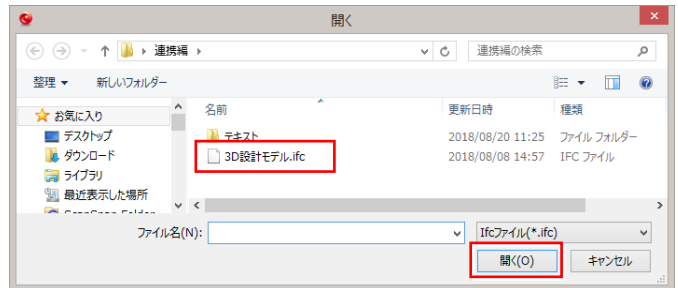 開く
連携編
連携編の検索
整理
新しいフォルダー
お気に入り
デスクトップ
ダウンロード
ライブラリ
最近表示した場所
名前 更新日時 種類
テキスト 2018/08/20 11:25 ファイル フォルダー
3D設計モデル.ifc 2018/08/08 14:57 IFC ファイル
ファイル名(N):
Ifcファイル(*.ifc)
開く(O) キャンセル